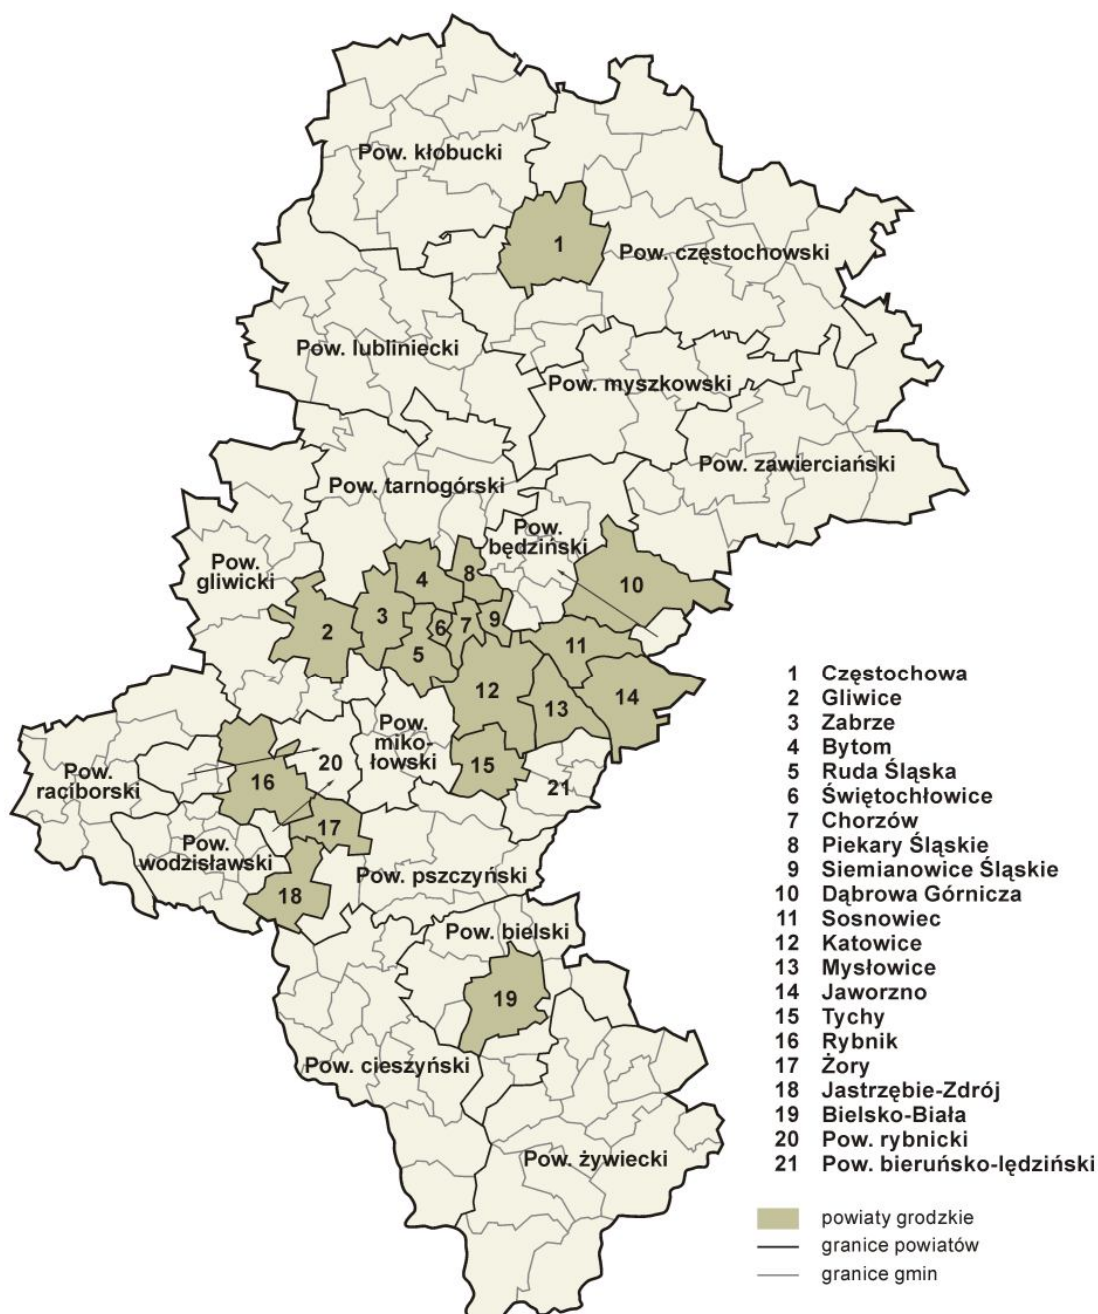 Pow. kłobucki
1
Pow. częstochowski
Pow. lubliniecki
Pow. myszkowski
Pow. zawierciański
Pow. tarnogórski
Pow.
będziński
Pow.
gliwicki
4
8
10
2
3
6
7
9
5
11
12
13
14
Pow.
miko-
łowski
20
15
21
Pow.
raciborski
16
17
Pow.
wodzisławski
Pow. pszczyński
18
Pow. bielski
19
Pow. cieszyński
Pow. żywiecki
1 Częstochowa
2 Gliwice
3 Zabrze
4 Bytom
5 Ruda Śląska
6 Świętochłowice
7 Chorzów
8 Piekary Śląskie
9 Siemianowice Śląskie
10 Dąbrowa Górnicza
11 Sosnowiec
12 Katowice
13 Mysłowice
14 Jaworzno
15 Tychy
16 Rybnik
17 Żory
18 Jastrzębie-Zdrój
19 Bielsko-Biała
20 Pow. rybnicki
21 Pow. bieruńsko-lędziński
powiaty grodzkie
granice powiatów
granice gmin